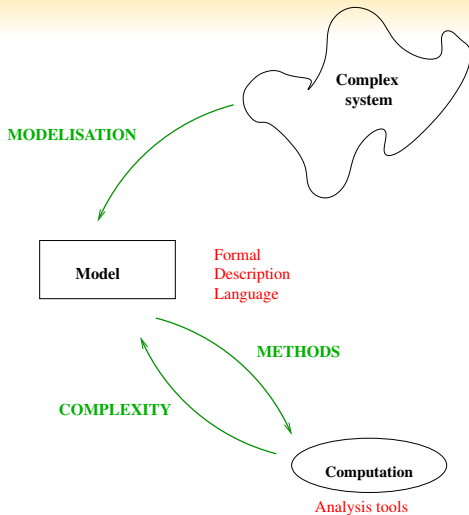 Complex
system
MODELISATION
Model
Formal
Description
Language
METHODS
COMPLEXITY
Computation
Analysis tools